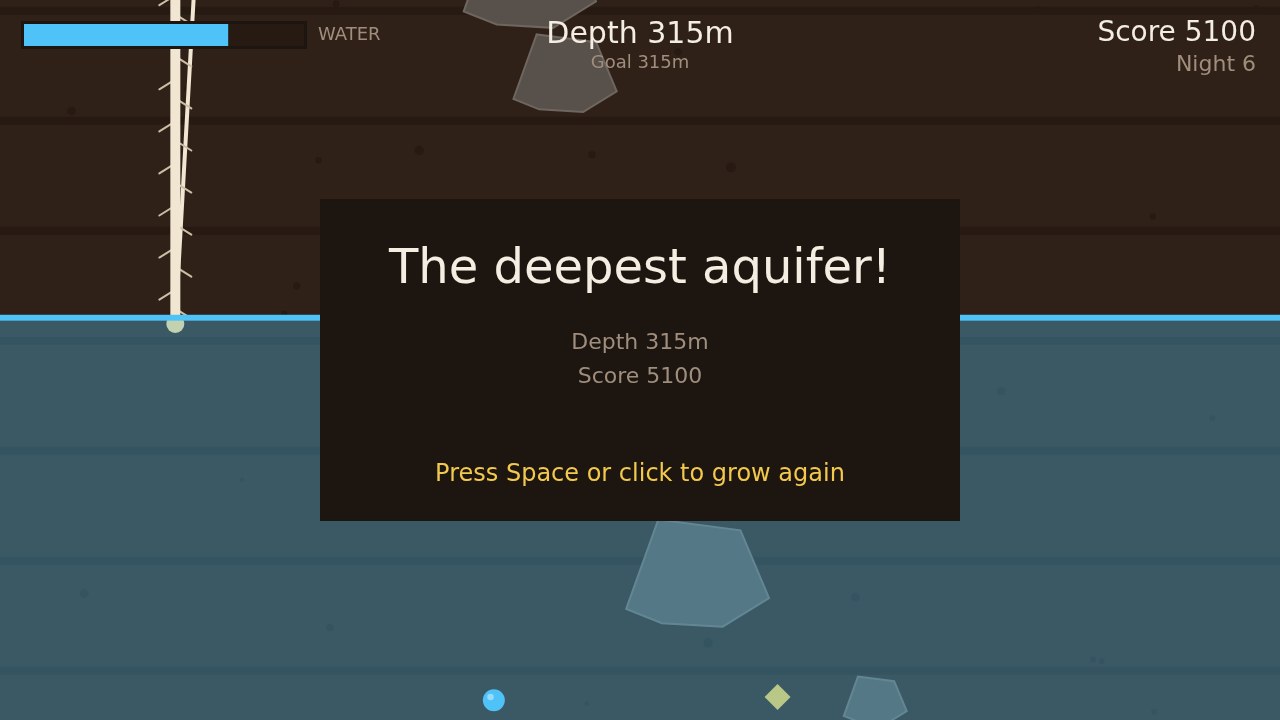 WATER
Depth 315m
Goal 315m
Score 5100
Night 6
The deepest aquifer!
Depth 315m
Score 5100
Press Space or click to grow again